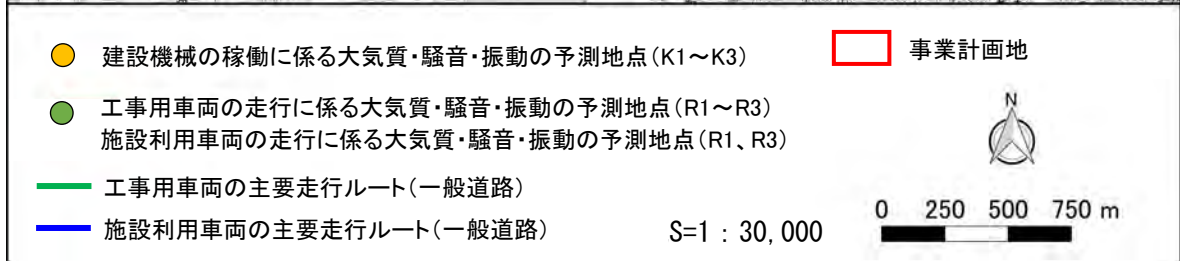 建設機械の稼働に係る大気質・騒音・振動の予測地点(K1～K3)
事業計画地
工事用車両の走行に係る大気質・騒音・振動の予測地点(R1～R3)
施設利用車両の走行に係る大気質・騒音・振動の予測地点(R1、R3)
N
工事用車両の主要走行ルート(一般道路)
施設利用車両の主要走行ルート(一般道路)
S=1 : 30,000
0 250 500 750 m